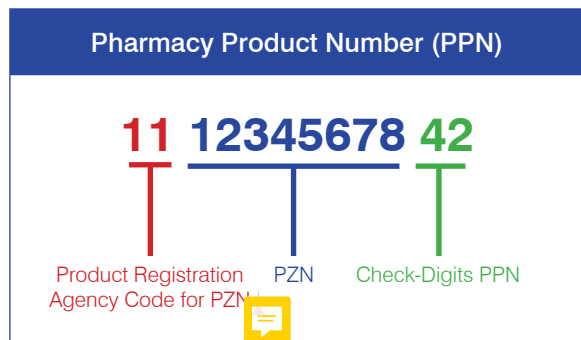 Pharmacy Product Number (PPN)
11 12345678 42
Product Registration
Agency Code for PZN
PZN
Check-Digits PPN